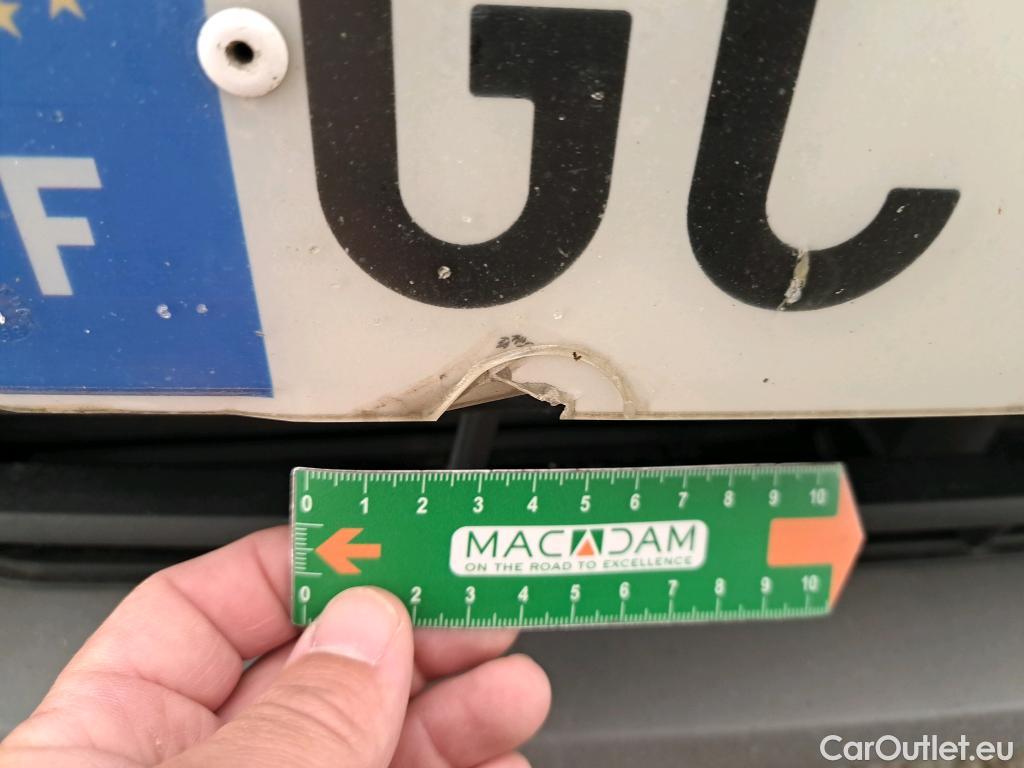 F GC
0 1 2 3 4 5 6 7 8 9 10
MACADAM
ON THE ROAD TO EXCELLENCE
0 2 3 4 5 6 7 8 9 10
CarOutlet.eu